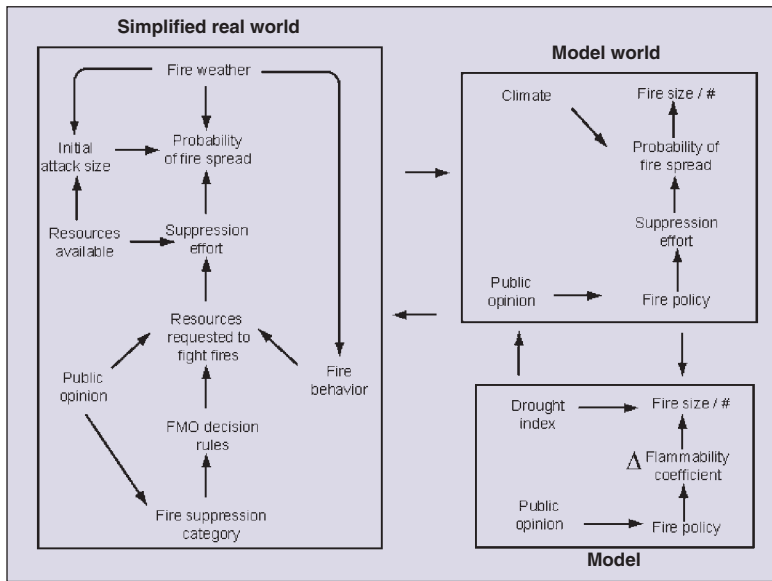 Simplified real world
Fire weather
Initial
attack size
Probability
of fire spread
Resources
available
Suppression
effort
Resources
requested to
fight fires
Public
opinion
Fire
behavior
FMO decision
rules
Fire suppression
category
Model world
Climate
Fire size / #
Probability of
fire spread
Suppression
effort
Public
opinion
Fire policy
Drought
index
Fire size / #
Δ Flammability
coefficient
Public
opinion
Fire policy
Model